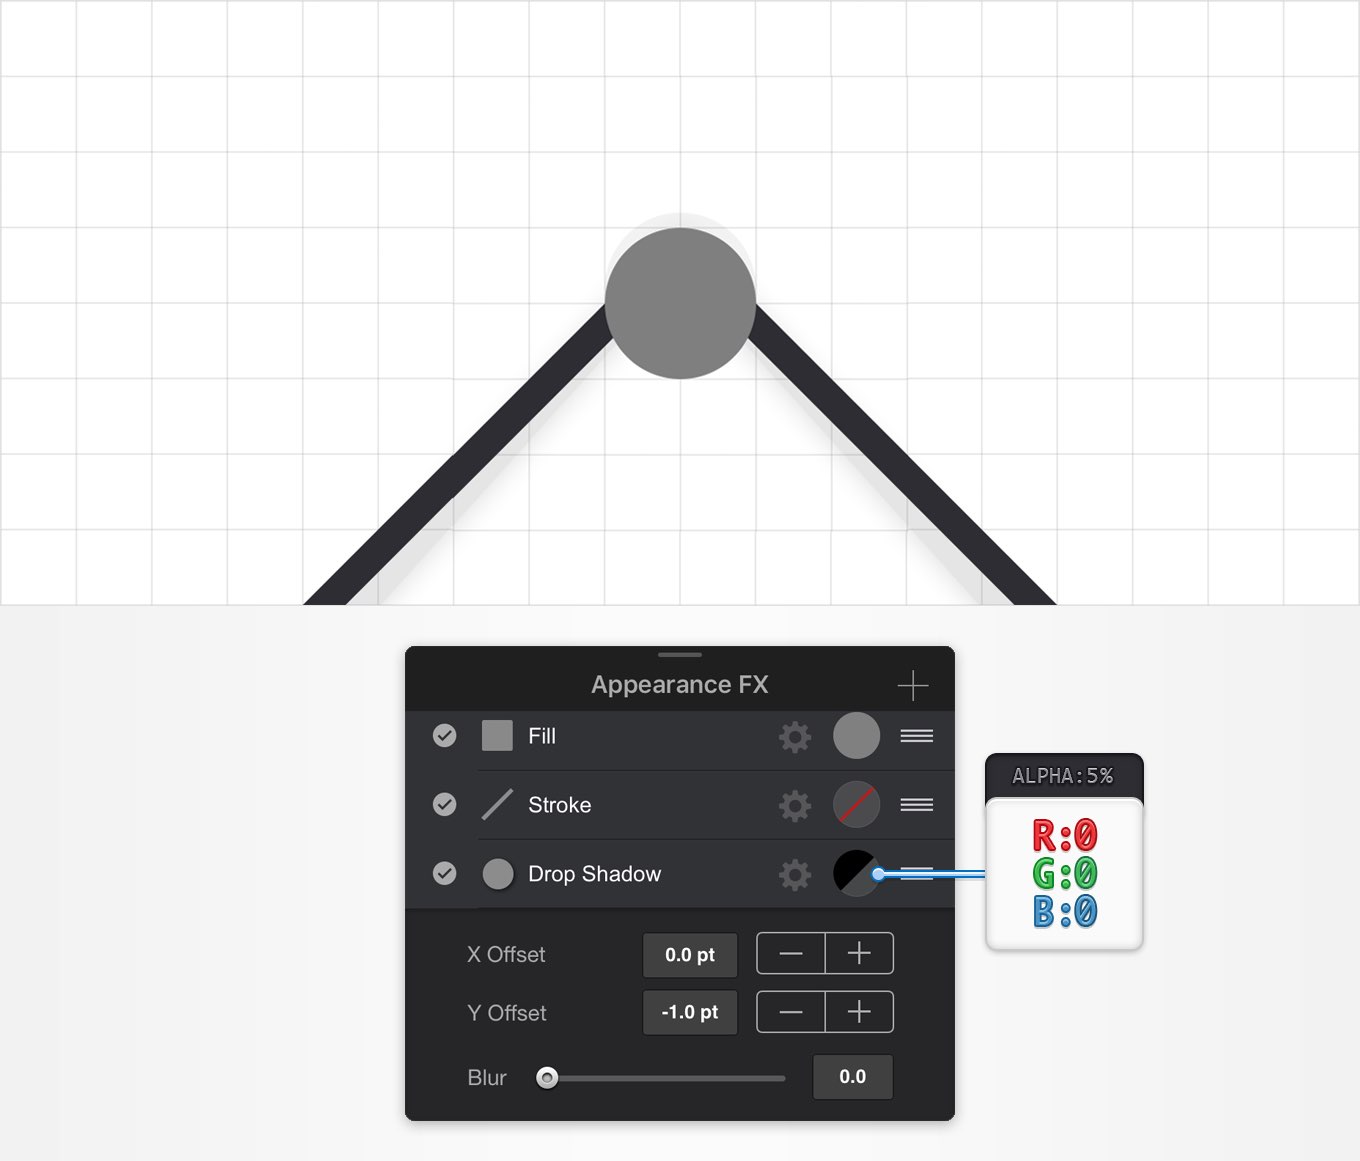 Appearance FX
Fill
Stroke
Drop Shadow
ALPHA:5%
R:0
G:0
B:0
X Offset 0.0 pt
Y Offset -1.0 pt
Blur 0.0